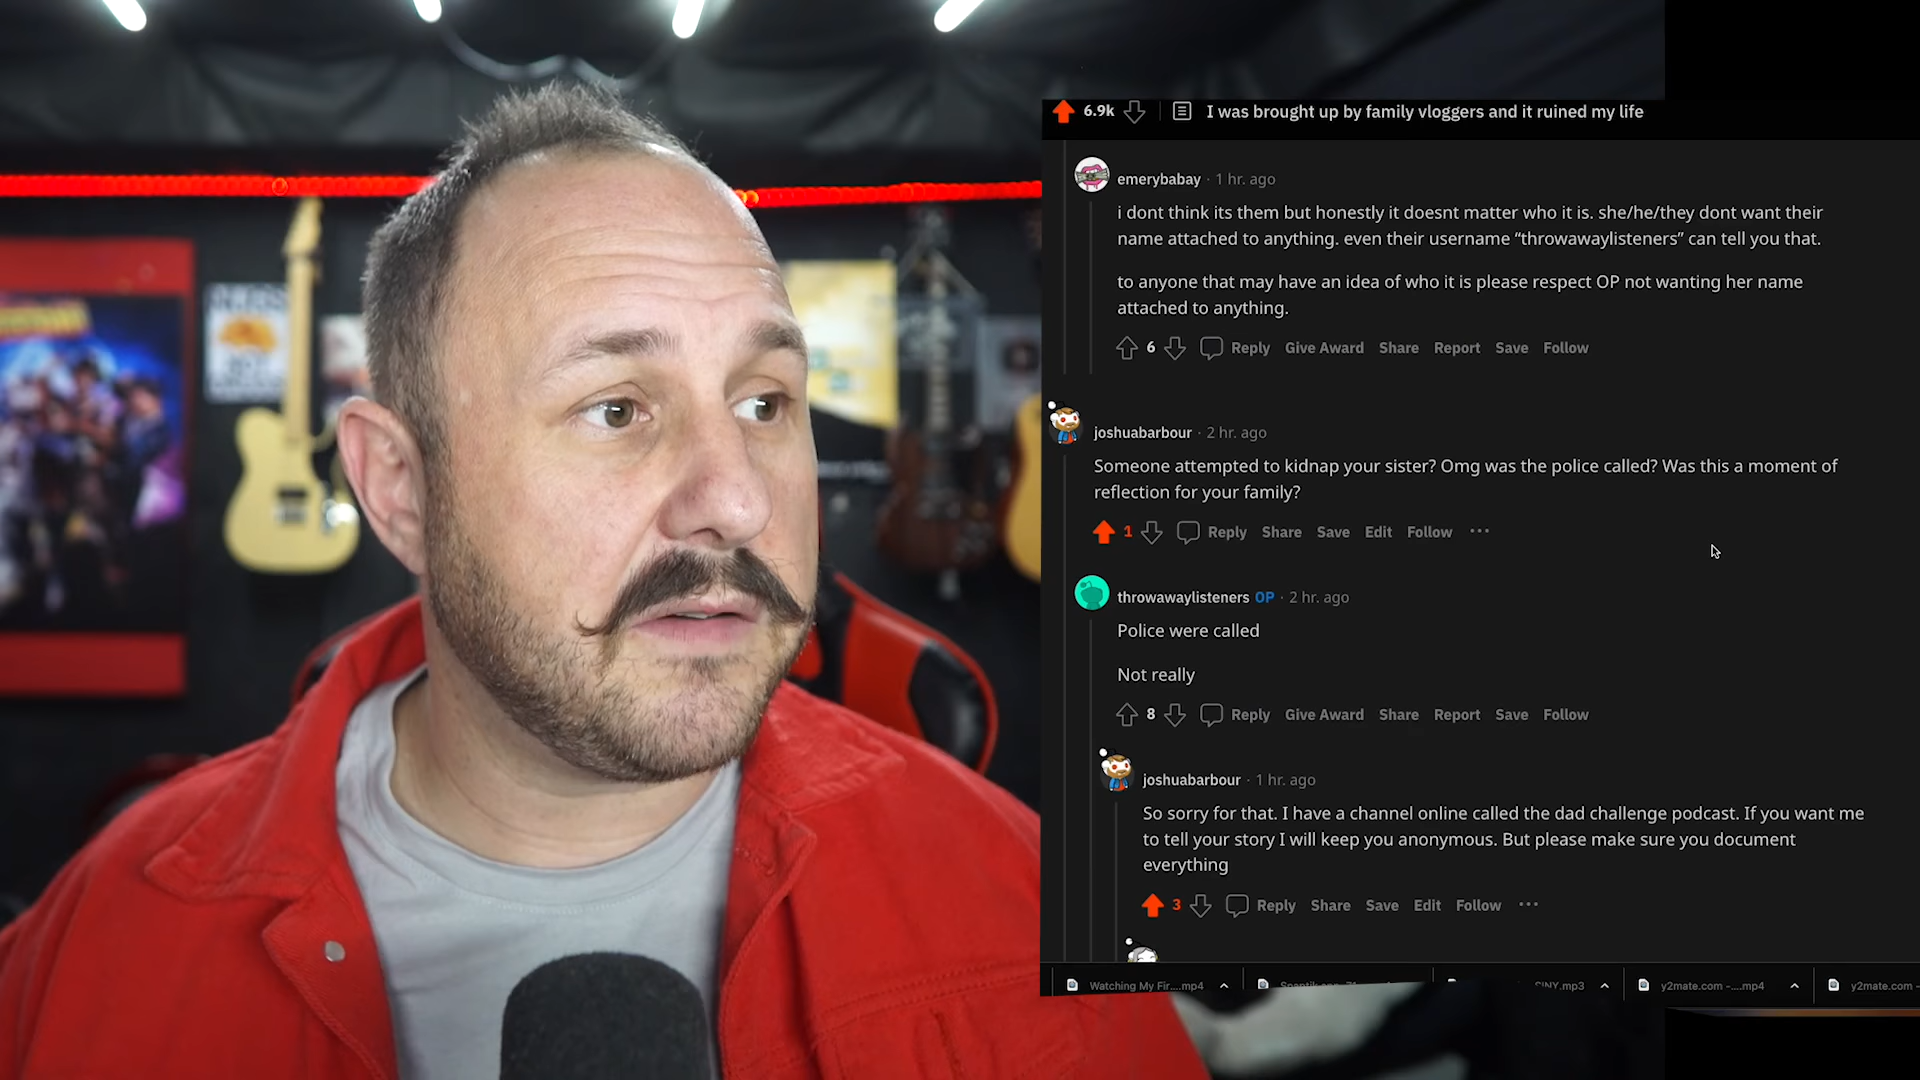 6.9k I was brought up by family vloggers and it ruined my life
emerybabay · 1 hr. ago
i dont think its them but honestly it doesnt matter who it is. she/he/they dont want their
name attached to anything. even their username “throwawaylisteners” can tell you that.
to anyone that may have an idea of who it is please respect OP not wanting her name
attached to anything.
6 Reply Give Award Share Report Save Follow
joshuabarbour · 2 hr. ago
Someone attempted to kidnap your sister? Omg was the police called? Was this a moment of
reflection for your family?
1 Reply Share Save Edit Follow ···
throwawaylisteners OP · 2 hr. ago
Police were called
Not really
8 Reply Give Award Share Report Save Follow
joshuabarbour · 1 hr. ago
So sorry for that. I have a channel online called the dad challenge podcast. If you want me
to tell your story I will keep you anonymous. But please make sure you document
everything
3 Reply Share Save Edit Follow ···
Watching My Fir....mp4 y2mate.com -....mp4 y2mate.com -